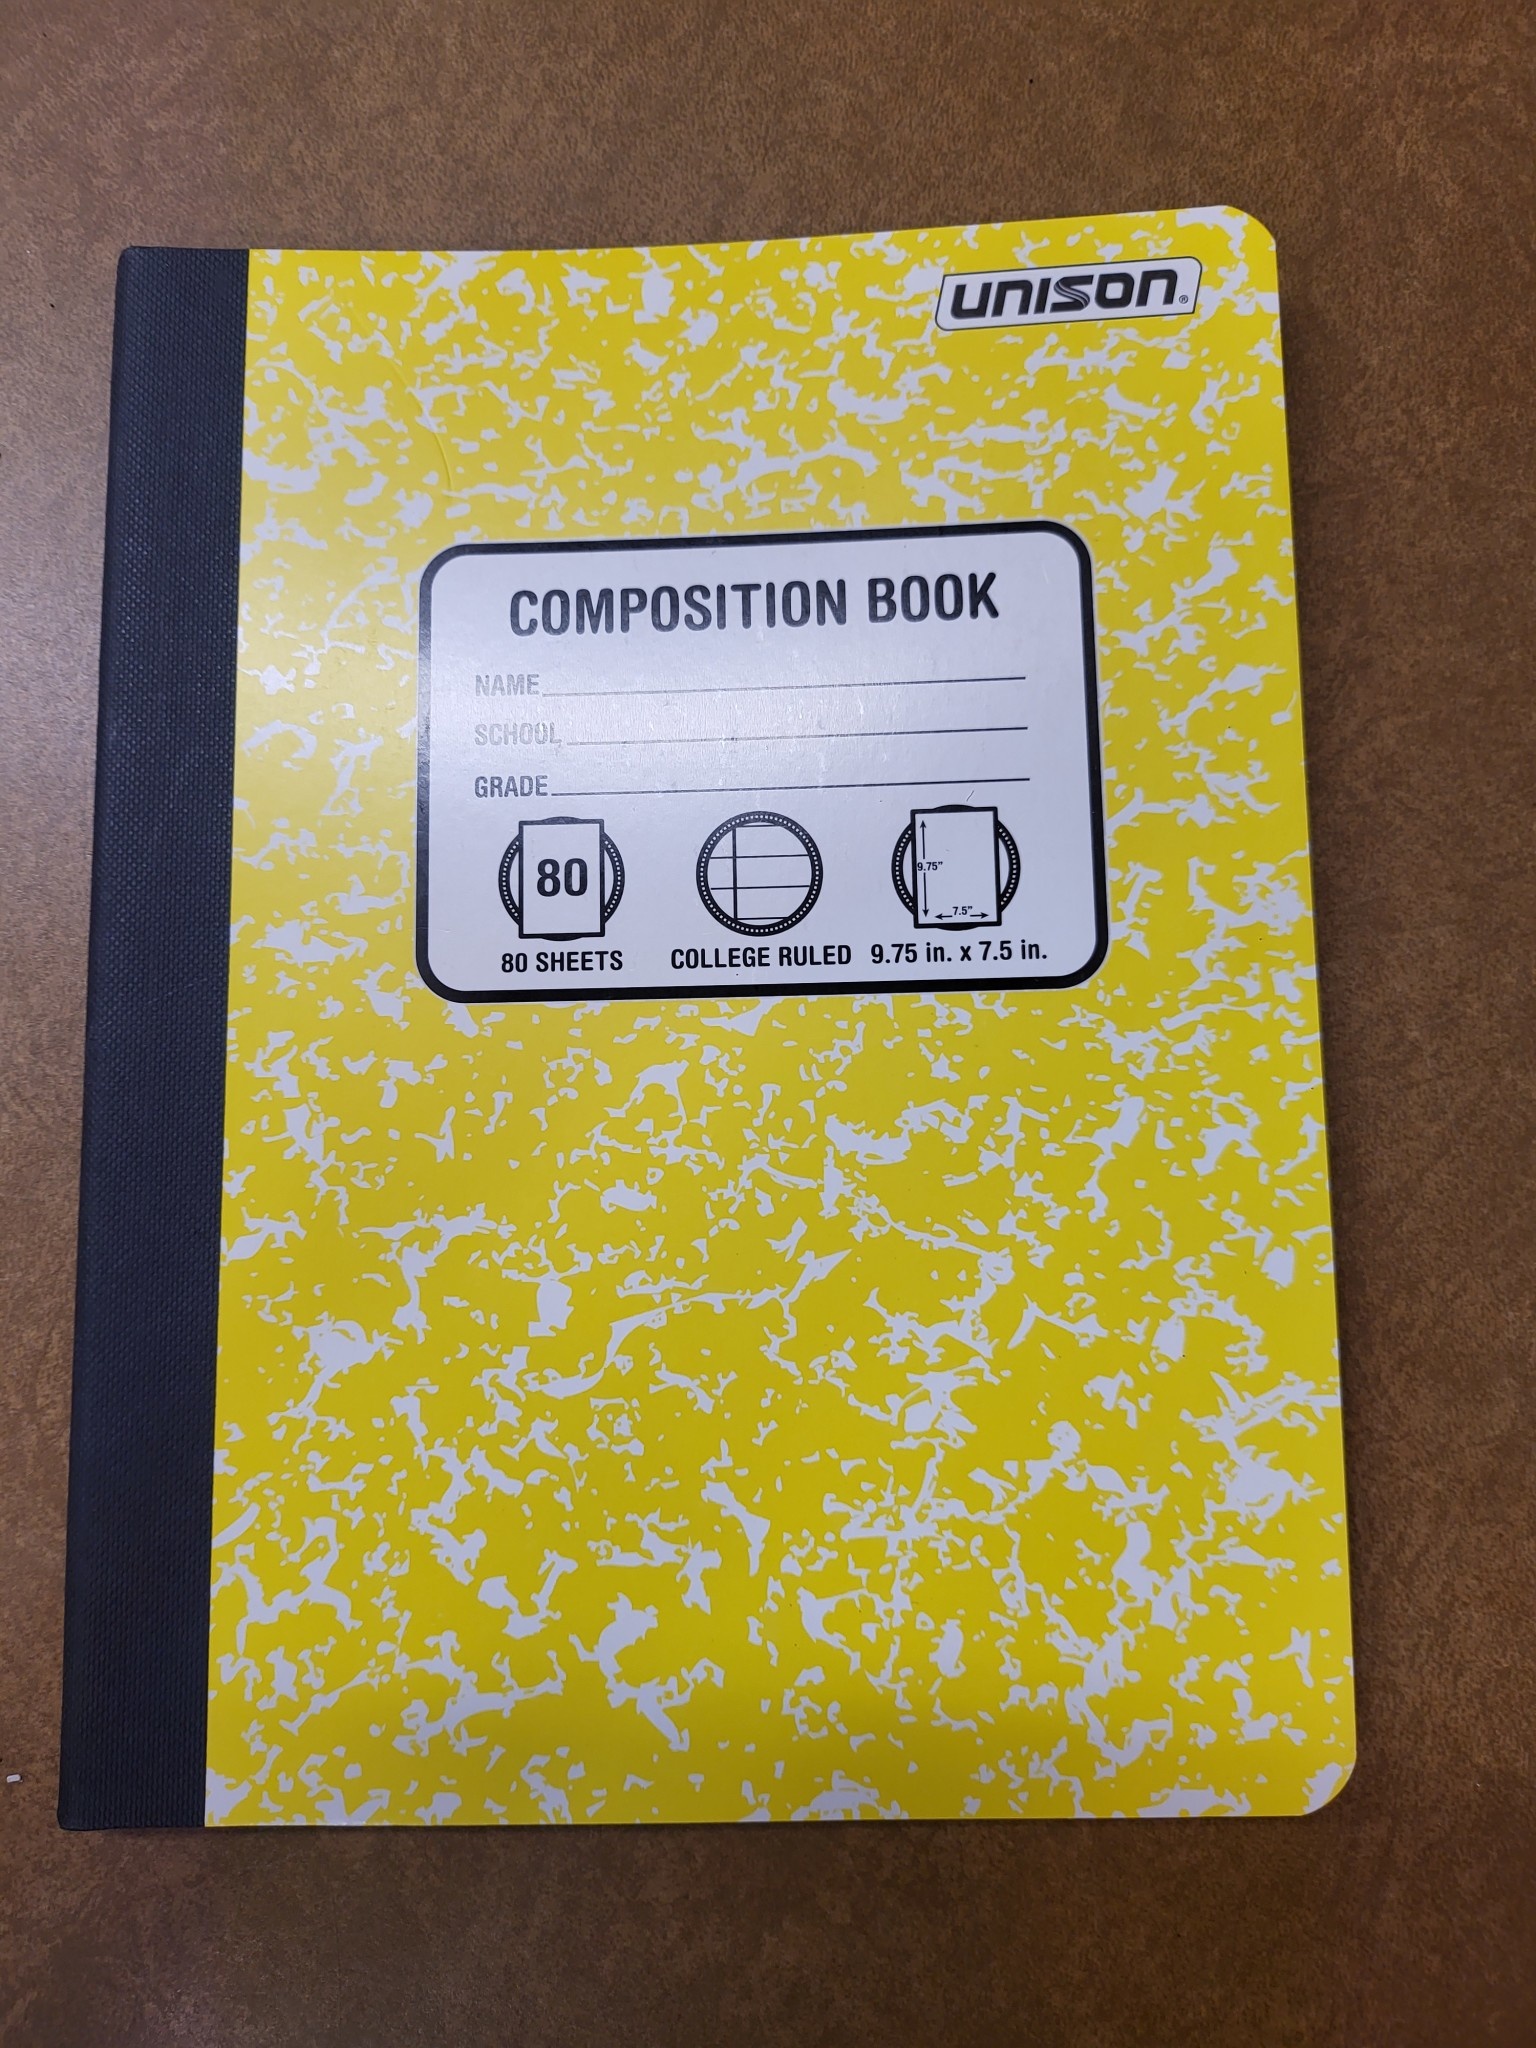 UNISON®
COMPOSITION BOOK
NAME
SCHOOL
GRADE
80
9.75"
7.5"
80 SHEETS
COLLEGE RULED
9.75 in. x 7.5 in.